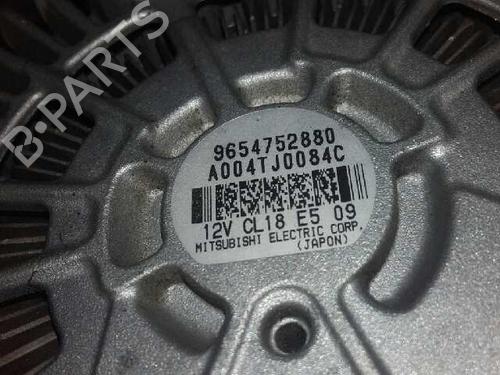 B-PARTS
9654752880
A004TJ0084C
12V CL18 E5 09
MITSUBISHI ELECTRIC CORP.
(JAPON)